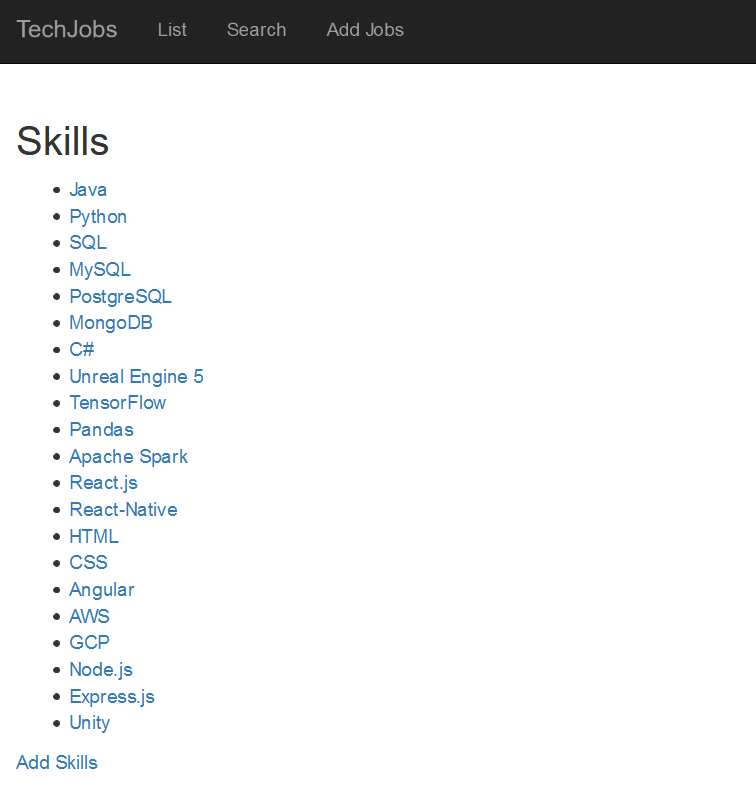 TechJobs List Search Add Jobs
Skills
Java
Python
SQL
MySQL
PostgreSQL
MongoDB
C#
Unreal Engine 5
TensorFlow
Pandas
Apache Spark
React.js
React-Native
HTML
CSS
Angular
AWS
GCP
Node.js
Express.js
Unity
Add Skills